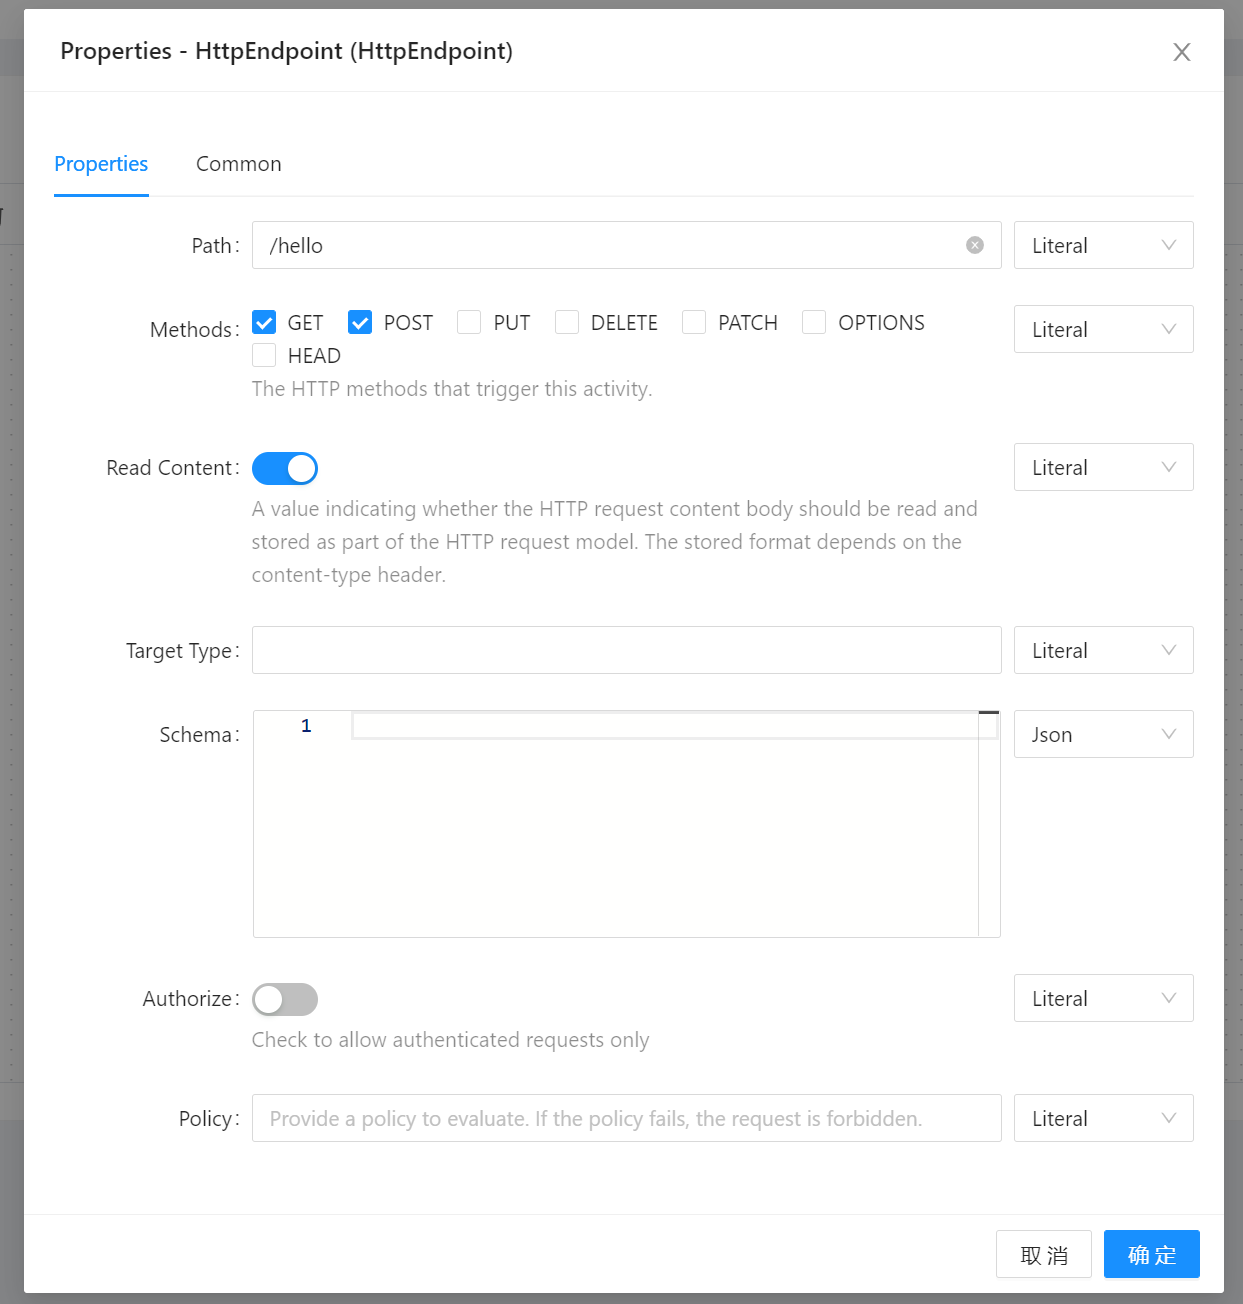 Properties - HttpEndpoint (HttpEndpoint)
Properties Common
Path: /hello Literal
Methods: GET POST PUT DELETE PATCH OPTIONS Literal
HEAD
The HTTP methods that trigger this activity.
Read Content: Literal
A value indicating whether the HTTP request content body should be read and
stored as part of the HTTP request model. The stored format depends on the
content-type header.
Target Type: Literal
Schema: 1 Json
Authorize: Literal
Check to allow authenticated requests only
Policy: Provide a policy to evaluate. If the policy fails, the request is forbidden. Literal
取 消 确 定